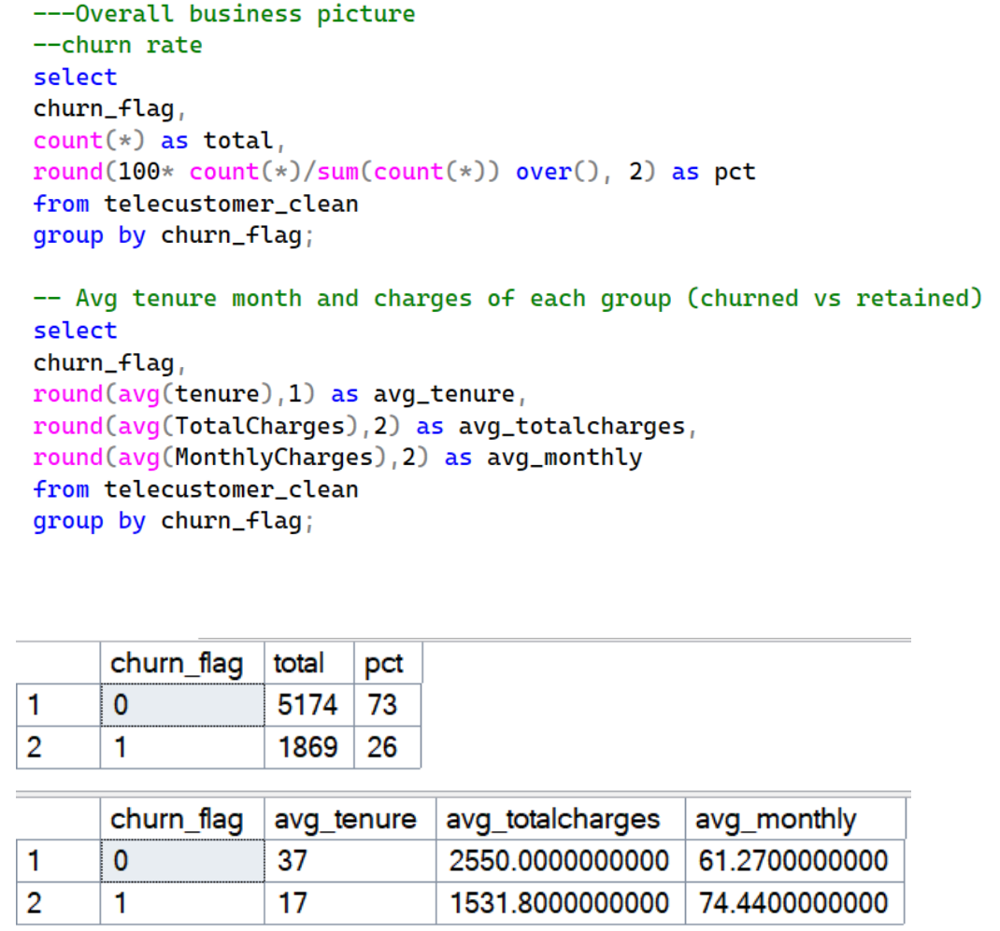 ---Overall business picture
--churn rate
select
churn_flag,
count(*) as total,
round(100* count(*)/sum(count(*)) over(), 2) as pct
from telecustomer_clean
group by churn_flag;
-- Avg tenure month and charges of each group (churned vs retained)
select
churn_flag,
round(avg(tenure),1) as avg_tenure,
round(avg(TotalCharges),2) as avg_totalcharges,
round(avg(MonthlyCharges),2) as avg_monthly
from telecustomer_clean
group by churn_flag;
churn_flag total pct
1 0 5174 73
2 1 1869 26
churn_flag avg_tenure avg_totalcharges avg_monthly
1 0 37 2550.0000000000 61.2700000000
2 1 17 1531.8000000000 74.4400000000